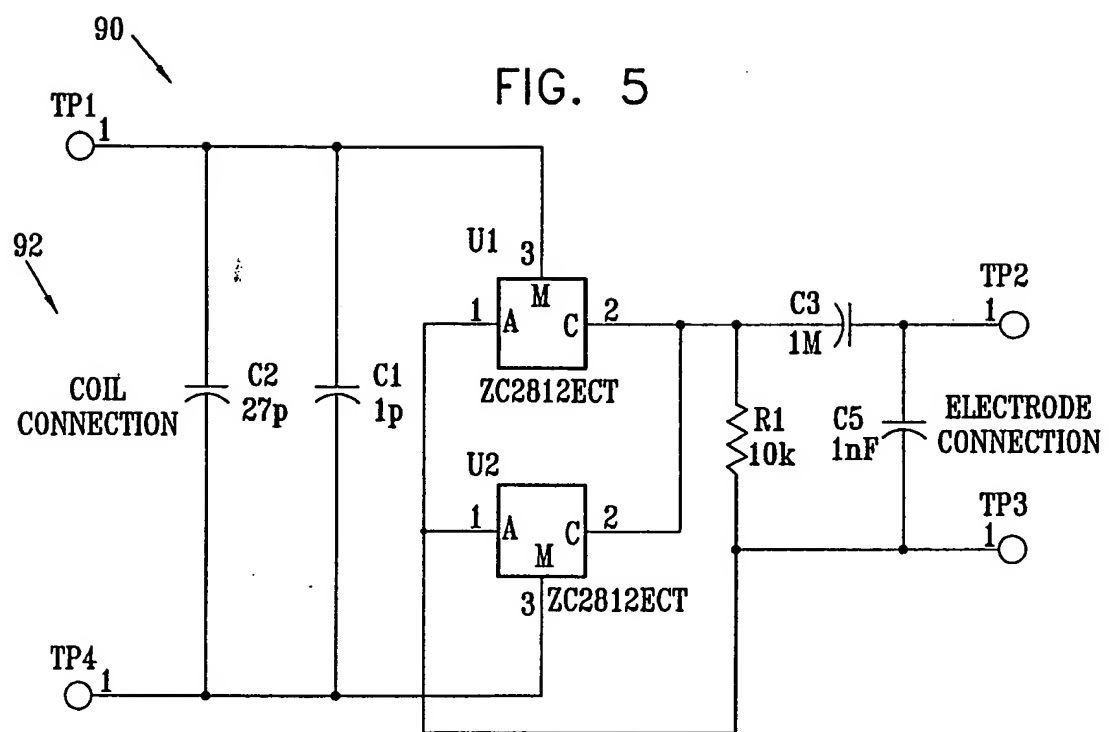 90
FIG. 5
TP1
1
92
U1
3
M
1
A
C
2
ZC2812ECT
C3
1M
TP2
1
COIL
CONNECTION
C2
27p
C1
1p
R1
10k
C5
1nF
ELECTRODE
CONNECTION
U2
1
A
C
2
M
3
ZC2812ECT
TP3
1
TP4
1